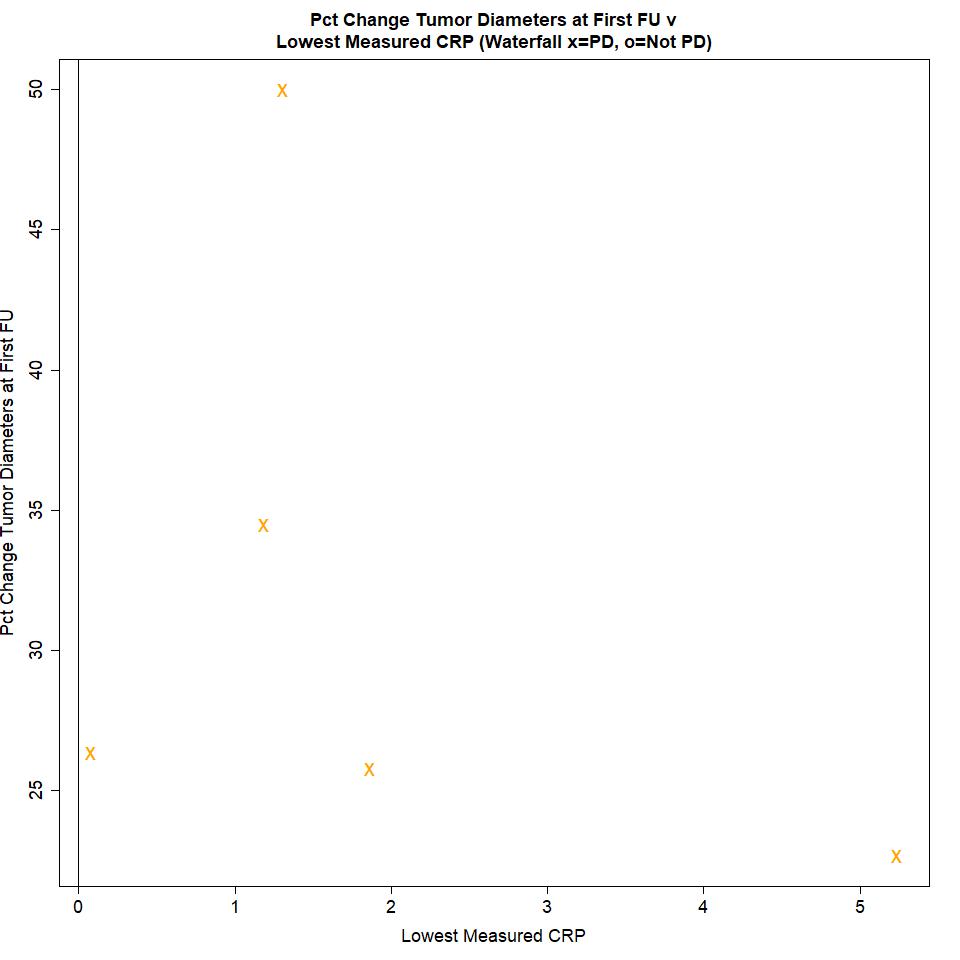 Pct Change Tumor Diameters at First FU v
Lowest Measured CRP (Waterfall x=PD, o=Not PD)
Pct Change Tumor Diameters at First FU
50
45
40
35
30
25
X
X
X
X
X
0 1 2 3 4 5
Lowest Measured CRP